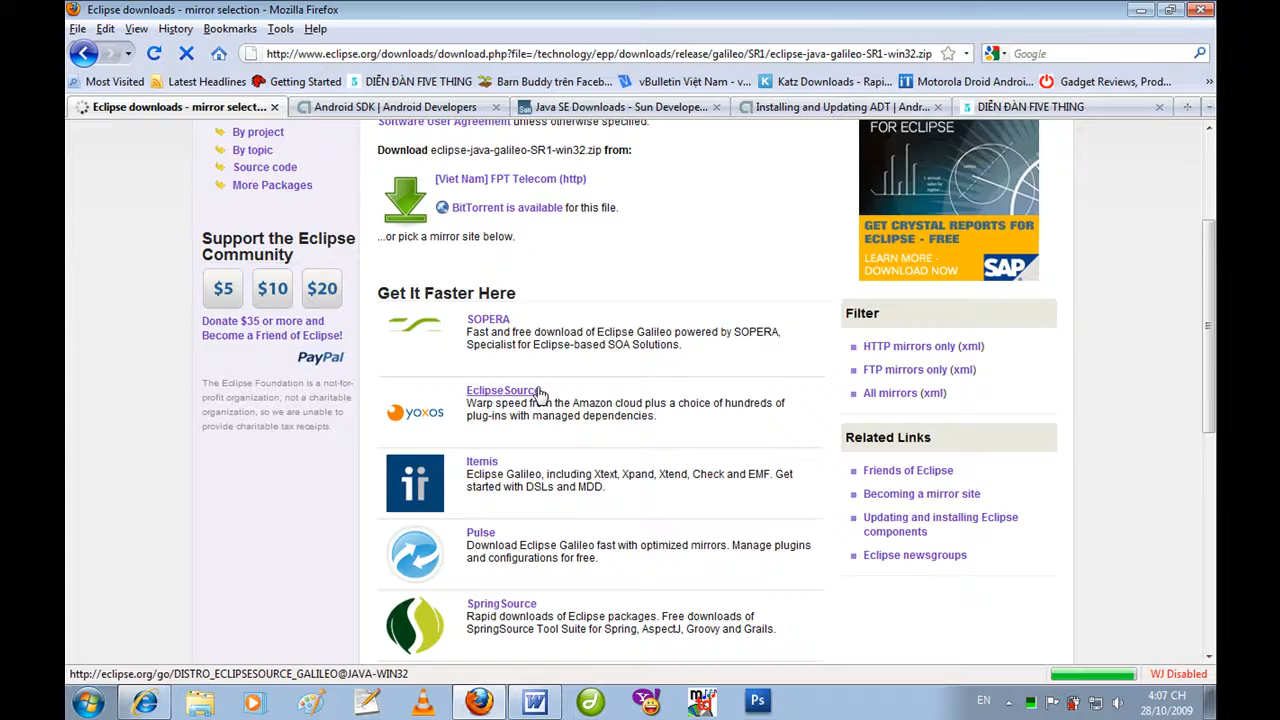 Eclipse downloads - mirror selection - Mozilla Firefox
File Edit View History Bookmarks Tools Help
http://www.eclipse.org/downloads/download.php?file=/technology/epp/downloads/release/galileo/SR1/eclipse-java-galileo-SR1-win32.zip
Google
Most Visited Latest Headlines Getting Started 5 DIỄN ĐÀN FIVE THING Barn Buddy trên Faceb... vBulletin Việt Nam - v... K Katz Downloads - Rapi... iT Motorola Droid Androi... Gadget Reviews, Prod... »
Eclipse downloads - mirror select... Android SDK | Android Developers Java SE Downloads - Sun Develope... Installing and Updating ADT | Andr... 5 DIỄN ĐÀN FIVE THING
By project
By topic
Source code
More Packages
Support the Eclipse
Community
$5 $10 $20
Donate $35 or more and
Become a Friend of Eclipse!
PayPal
The Eclipse Foundation is a not-for-
profit organization, not a charitable
organization, so we are unable to
provide charitable tax receipts.
Software User Agreement unless otherwise specified.
Download eclipse-java-galileo-SR1-win32.zip from:
[Viet Nam] FPT Telecom (http)
BitTorrent is available for this file.
...or pick a mirror site below.
Get It Faster Here
SOPERA
Fast and free download of Eclipse Galileo powered by SOPERA,
Specialist for Eclipse-based SOA Solutions.
EclipseSource
yoxos
Warp speed from the Amazon cloud plus a choice of hundreds of
plug-ins with managed dependencies.
Itemis
Eclipse Galileo, including Xtext, Xpand, Xtend, Check and EMF. Get
started with DSLs and MDD.
Pulse
Download Eclipse Galileo fast with optimized mirrors. Manage plugins
and configurations for free.
SpringSource
Rapid downloads of Eclipse packages. Free downloads of
SpringSource Tool Suite for Spring, AspectJ, Groovy and Grails.
FOR ECLIPSE
GET CRYSTAL REPORTS FOR
ECLIPSE - FREE
LEARN MORE -
DOWNLOAD NOW
SAP
Filter
HTTP mirrors only (xml)
FTP mirrors only (xml)
All mirrors (xml)
Related Links
Friends of Eclipse
Becoming a mirror site
Updating and installing Eclipse
components
Eclipse newsgroups
http://eclipse.org/go/DISTRO_ECLIPSESOURCE_GALILEO@JAVA-WIN32
WJ Disabled
Ps
EN
4:07 CH
28/10/2009